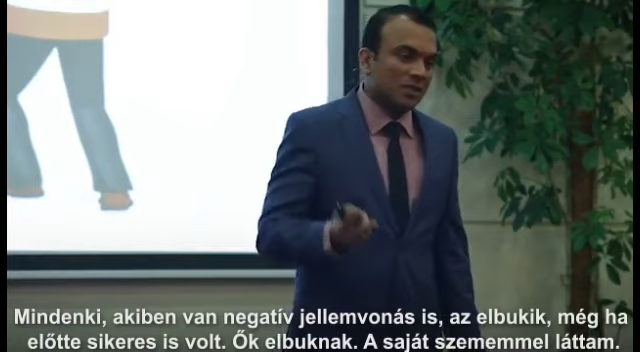 Mindenki, akiben van negatív jellemvonás is, az elbukik, még ha
előtte sikeres is volt. Ők elbuknak. A saját szememmel láttam.